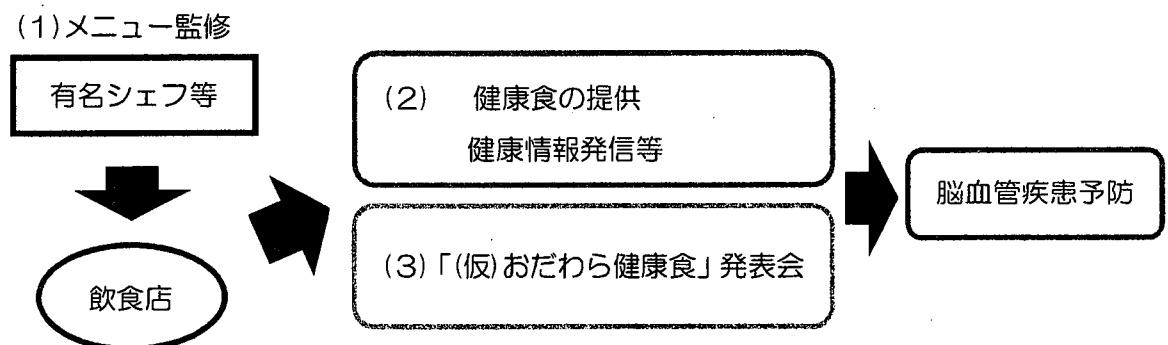 (1)メニュー監修
有名シェフ等
飲食店
(2) 健康食の提供
健康情報発信等
(3)「(仮)おだわら健康食」発表会
脳血管疾患予防